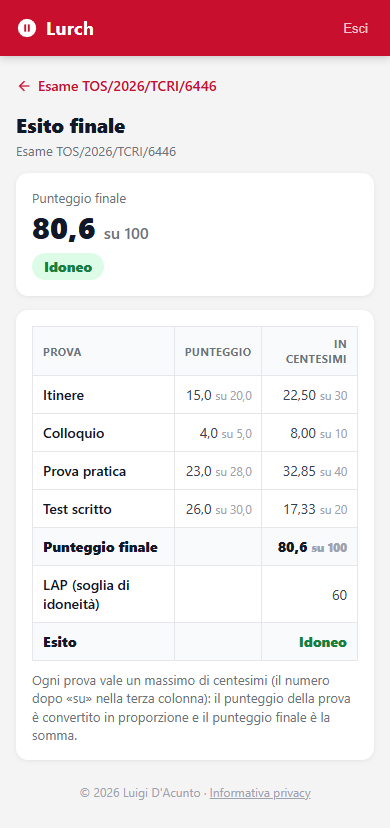 Lurch
Esci
← Esame TOS/2026/TCRI/6446
Esito finale
Esame TOS/2026/TCRI/6446
Punteggio finale
80,6 su 100
Idoneo
PROVA PUNTEGGIO IN CENTESIMI
Itinere 15,0 su 20,0 22,50 su 30
Colloquio 4,0 su 5,0 8,00 su 10
Prova pratica 23,0 su 28,0 32,85 su 40
Test scritto 26,0 su 30,0 17,33 su 20
Punteggio finale 80,6 su 100
LAP (soglia di idoneità) 60
Esito Idoneo
Ogni prova vale un massimo di centesimi (il numero
dopo «su» nella terza colonna): il punteggio della prova
è convertito in proporzione e il punteggio finale è la
somma.
© 2026 Luigi D'Acunto · Informativa privacy